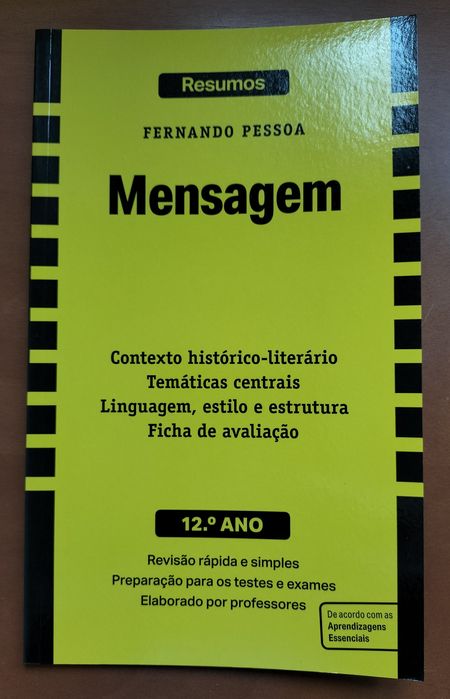 Resumos
FERNANDO PESSOA
Mensagem
Contexto histórico-literário
Temáticas centrais
Linguagem, estilo e estrutura
Ficha de avaliação
12.º ANO
Revisão rápida e simples
Preparação para os testes e exames
Elaborado por professores
De acordo com as
Aprendizagens
Essenciais